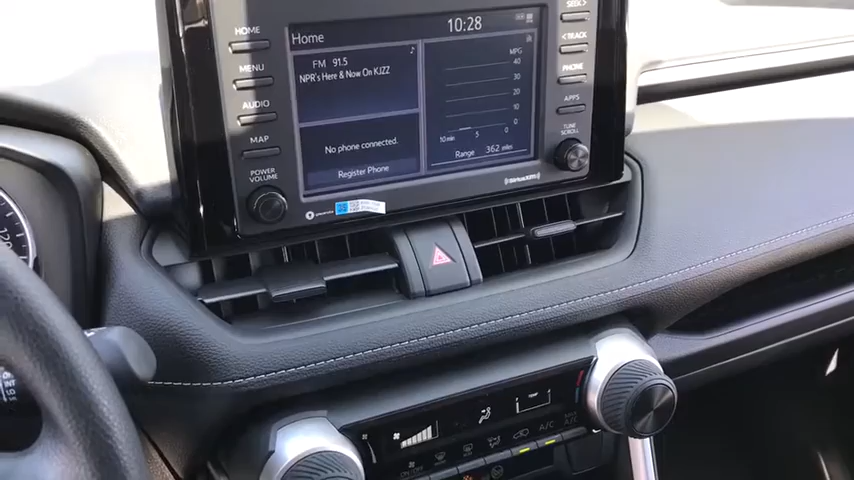 HOME
MENU
AUDIO
MAP
POWER
VOLUME
Home
10:28
FM 91.5
NPR's Here & Now On KJZZ
No phone connected.
Register Phone
MPG
40
30
20
10
0
10 min
5
0
Range
362 miles
SEEK >
< TRACK
PHONE
APPS
TUNE
SCROLL
((SiriusXM))
TEMP
A/C